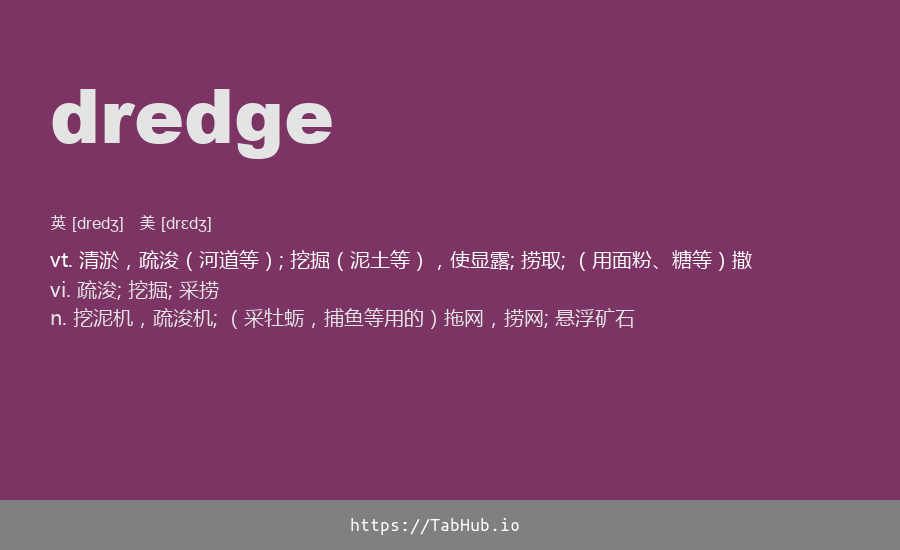 dredge
英 [dredʒ] 美 [drɛdʒ]
vt. 清淤，疏浚（河道等）; 挖掘（泥土等），使显露; 捞取; （用面粉、糖等）撒
vi. 疏浚; 挖掘; 采捞
n. 挖泥机，疏浚机; （采牡蛎，捕鱼等用的）拖网，捞网; 悬浮矿石
https://TabHub.io